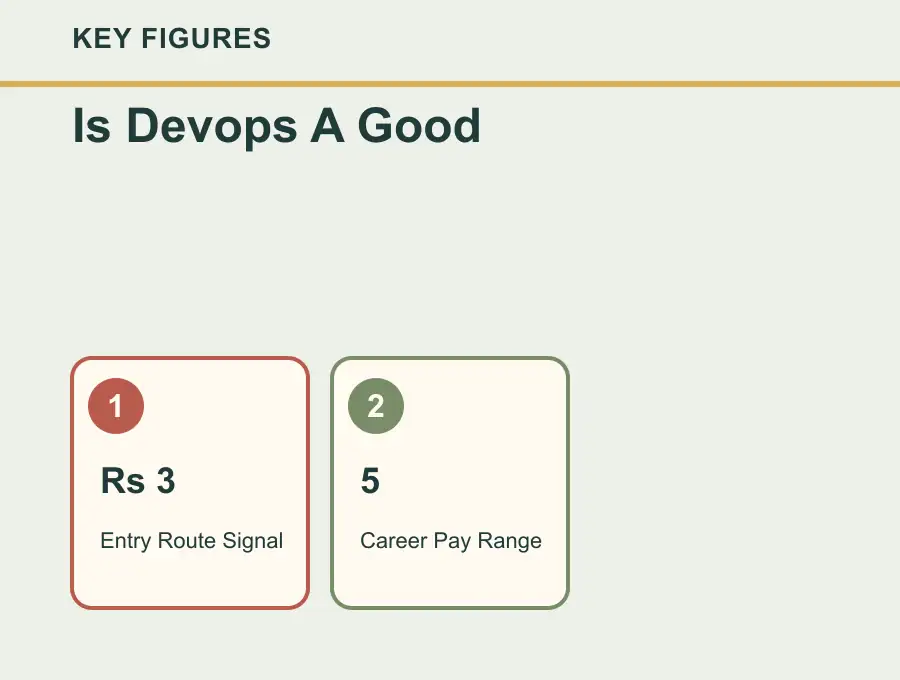 KEY FIGURES
Is Devops A Good
1
Rs 3
Entry Route Signal
2
5
Career Pay Range